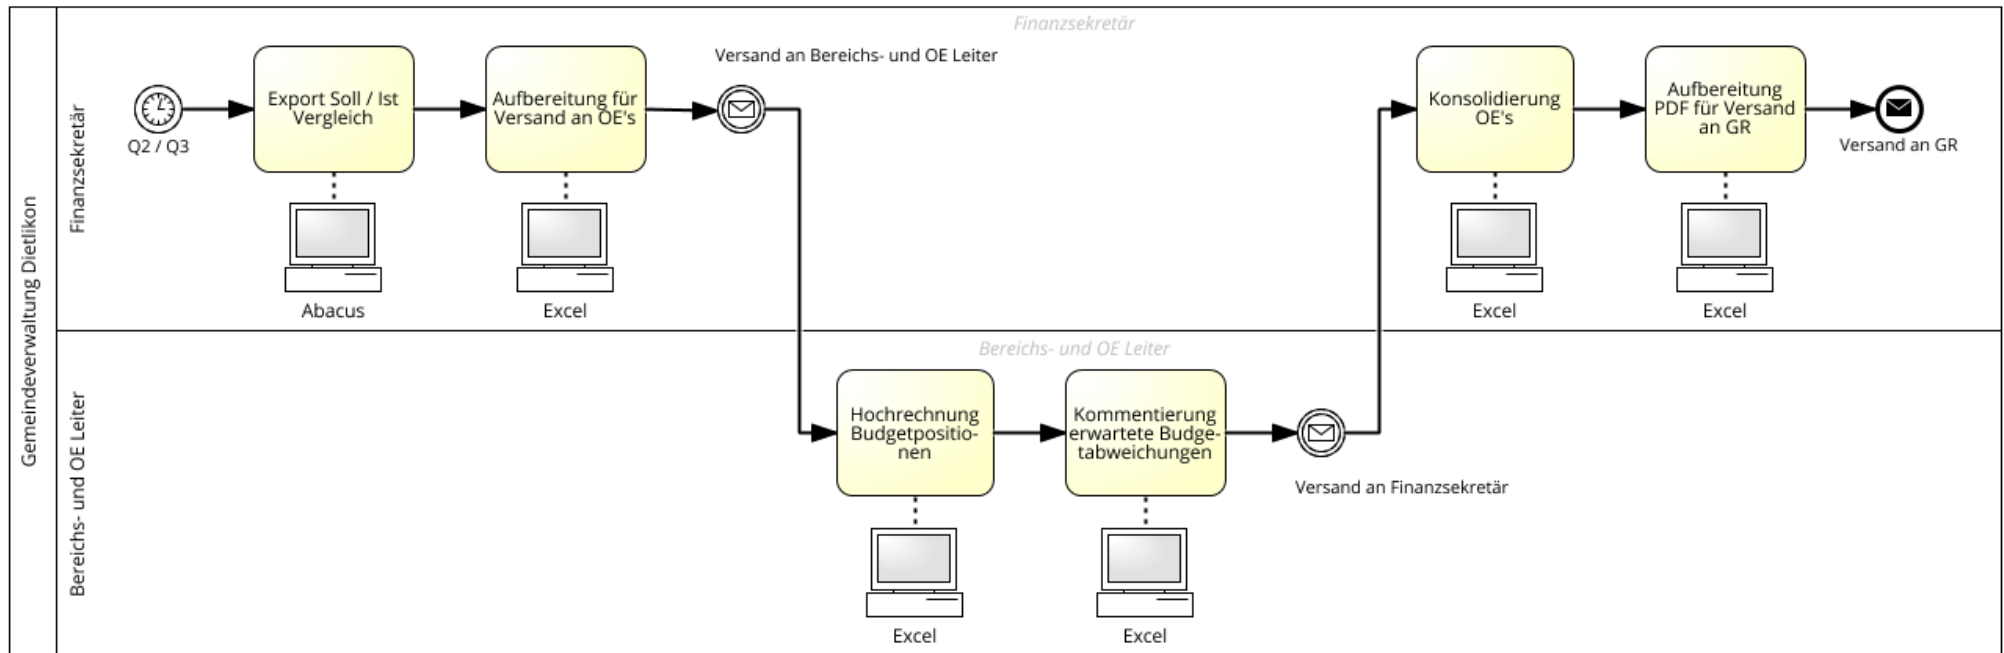 Gemeindeverwaltung Dietlikon
Finanzsekretär
Finanzsekretär
Q2 / Q3
Export Soll / Ist
Vergleich
Abacus
Aufbereitung für
Versand an OE's
Excel
Versand an Bereichs- und OE Leiter
Konsolidierung
OE's
Excel
Aufbereitung
PDF für Versand
an GR
Excel
Versand an GR
Bereichs- und OE Leiter
Bereichs- und OE Leiter
Hochrechnung
Budgetpositio-
nen
Excel
Kommentierung
erwartete Budge-
tabweichungen
Excel
Versand an Finanzsekretär